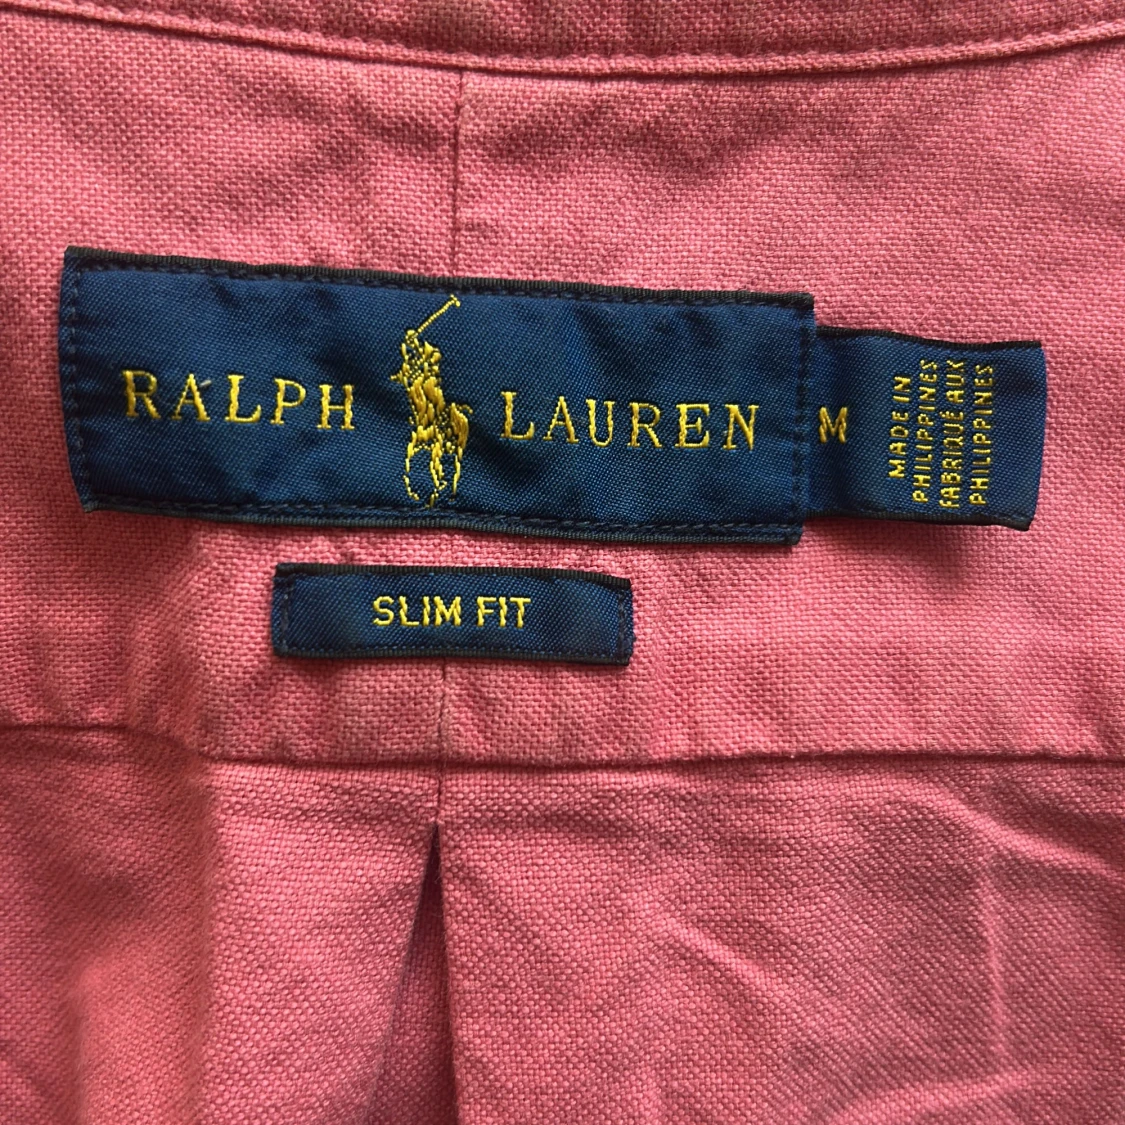 RALPH LAUREN
M
MADE IN
PHILIPPINES
FABRIQUÉ AUX
PHILIPPINES
SLIM FIT